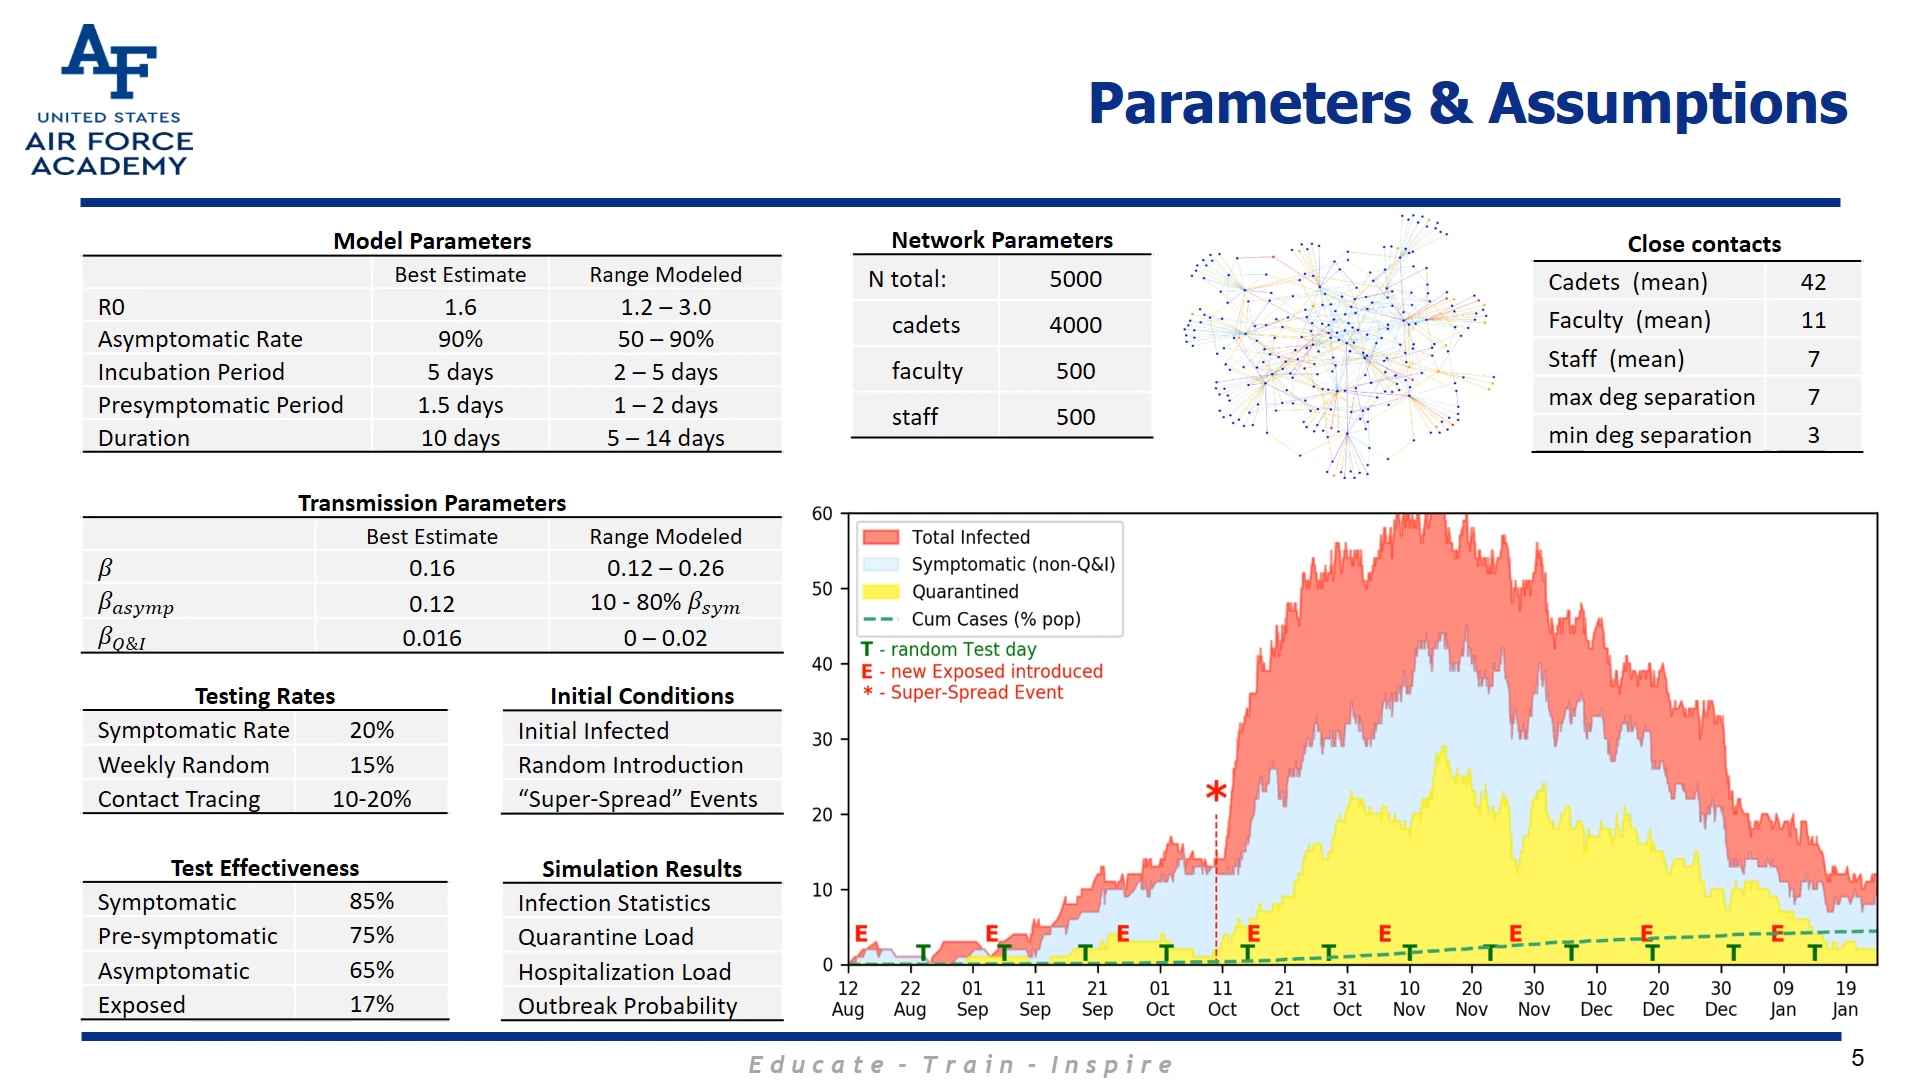 AF
UNITED STATES
AIR FORCE
ACADEMY
Parameters & Assumptions
Model Parameters
Best Estimate Range Modeled
R0 1.6 1.2 – 3.0
Asymptomatic Rate 90% 50 – 90%
Incubation Period 5 days 2 – 5 days
Presymptomatic Period 1.5 days 1 – 2 days
Duration 10 days 5 – 14 days
Network Parameters
N total: 5000
cadets 4000
faculty 500
staff 500
Close contacts
Cadets (mean) 42
Faculty (mean) 11
Staff (mean) 7
max deg separation 7
min deg separation 3
Transmission Parameters
Best Estimate Range Modeled
β 0.16 0.12 – 0.26
βasymp 0.12 10 - 80% βsym
βQ&I 0.016 0 – 0.02
Testing Rates
Symptomatic Rate 20%
Weekly Random 15%
Contact Tracing 10-20%
Initial Conditions
Initial Infected
Random Introduction
“Super-Spread” Events
Test Effectiveness
Symptomatic 85%
Pre-symptomatic 75%
Asymptomatic 65%
Exposed 17%
Simulation Results
Infection Statistics
Quarantine Load
Hospitalization Load
Outbreak Probability
Total Infected
Symptomatic (non-Q&I)
Quarantined
Cum Cases (% pop)
T - random Test day
E - new Exposed introduced
* - Super-Spread Event
60
50
40
30
20
10
0
*
E E E E E E E E
T T T T T T T T T T T T
12 22 01 11 21 01 11 21 31 10 20 30 10 20 30 09 19
Aug Aug Sep Sep Sep Oct Oct Oct Oct Nov Nov Nov Dec Dec Dec Jan Jan
Educate - Train - Inspire
5